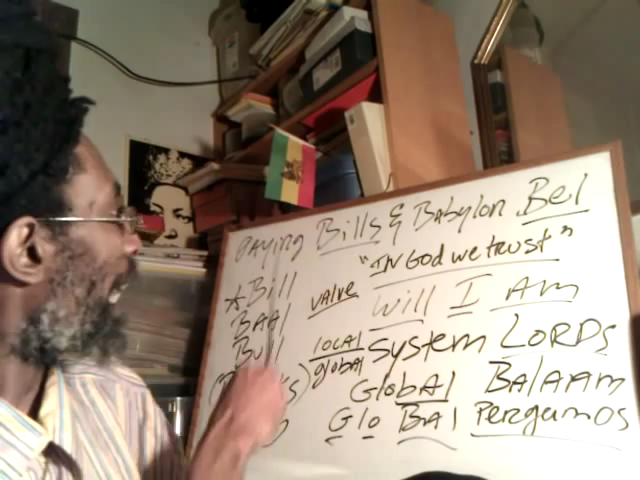 PAYING Bills & Babylon Bel
"IN God we trust"
*Bill VALVE Will I AM
BAAl
Bull local global System LORDS
GlobAl BAlAAm
Glo BAl Pergamos